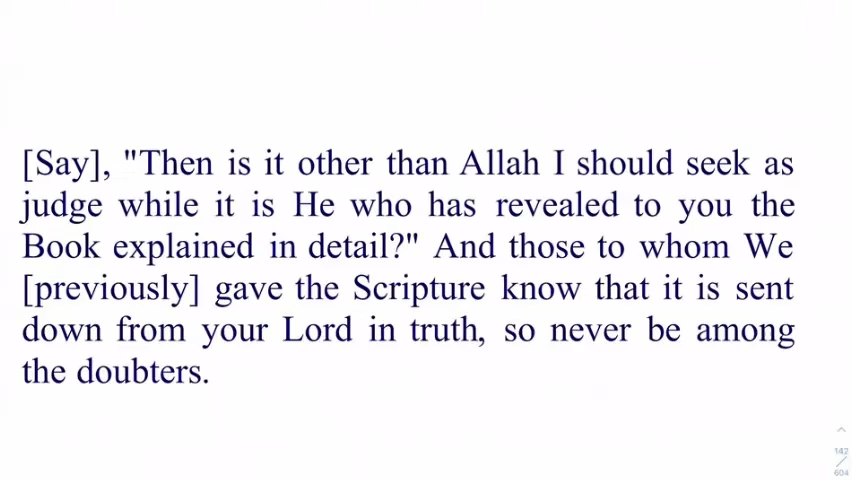 [Say], "Then is it other than Allah I should seek as
judge while it is He who has revealed to you the
Book explained in detail?" And those to whom We
[previously] gave the Scripture know that it is sent
down from your Lord in truth, so never be among
the doubters.
142
/
604